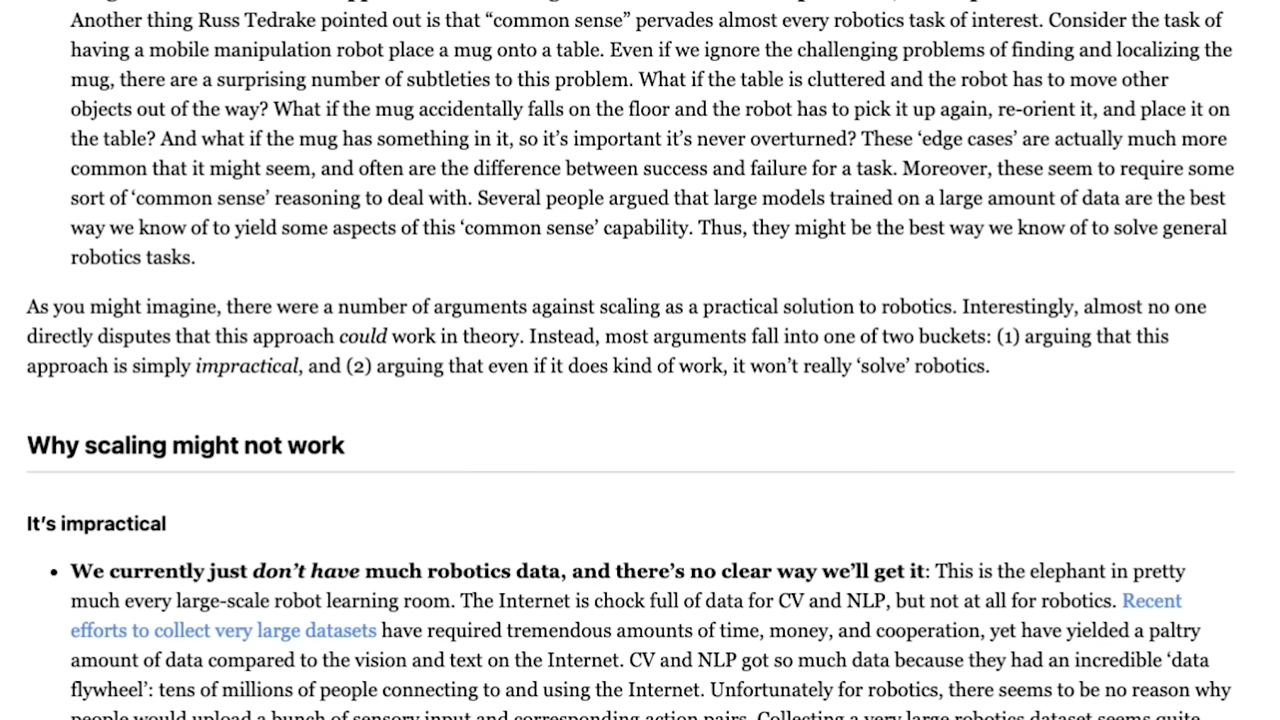 Another thing Russ Tedrake pointed out is that “common sense” pervades almost every robotics task of interest. Consider the task of
having a mobile manipulation robot place a mug onto a table. Even if we ignore the challenging problems of finding and localizing the
mug, there are a surprising number of subtleties to this problem. What if the table is cluttered and the robot has to move other
objects out of the way? What if the mug accidentally falls on the floor and the robot has to pick it up again, re-orient it, and place it on
the table? And what if the mug has something in it, so it’s important it’s never overturned? These ‘edge cases’ are actually much more
common that it might seem, and often are the difference between success and failure for a task. Moreover, these seem to require some
sort of ‘common sense’ reasoning to deal with. Several people argued that large models trained on a large amount of data are the best
way we know of to yield some aspects of this ‘common sense’ capability. Thus, they might be the best way we know of to solve general
robotics tasks.
As you might imagine, there were a number of arguments against scaling as a practical solution to robotics. Interestingly, almost no one
directly disputes that this approach could work in theory. Instead, most arguments fall into one of two buckets: (1) arguing that this
approach is simply impractical, and (2) arguing that even if it does kind of work, it won’t really ‘solve’ robotics.
Why scaling might not work
It’s impractical
• We currently just don’t have much robotics data, and there’s no clear way we’ll get it: This is the elephant in pretty
much every large-scale robot learning room. The Internet is chock full of data for CV and NLP, but not at all for robotics. Recent
efforts to collect very large datasets have required tremendous amounts of time, money, and cooperation, yet have yielded a paltry
amount of data compared to the vision and text on the Internet. CV and NLP got so much data because they had an incredible ‘data
flywheel’: tens of millions of people connecting to and using the Internet. Unfortunately for robotics, there seems to be no reason why
people would upload a bunch of sensory input and corresponding action pairs. Collecting a very large robotics dataset seems quite